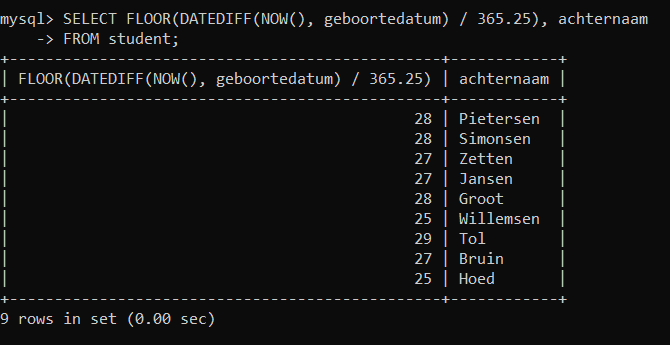 mysql> SELECT FLOOR(DATEDIFF(NOW(), geboortedatum) / 365.25), achternaam
    -> FROM student;
+------------------------------------------------+------------+
| FLOOR(DATEDIFF(NOW(), geboortedatum) / 365.25) | achternaam |
+------------------------------------------------+------------+
|                                             28 | Pietersen  |
|                                             28 | Simonsen   |
|                                             27 | Zetten     |
|                                             27 | Jansen     |
|                                             28 | Groot      |
|                                             25 | Willemsen  |
|                                             29 | Tol        |
|                                             27 | Bruin      |
|                                             25 | Hoed       |
+------------------------------------------------+------------+
9 rows in set (0.00 sec)